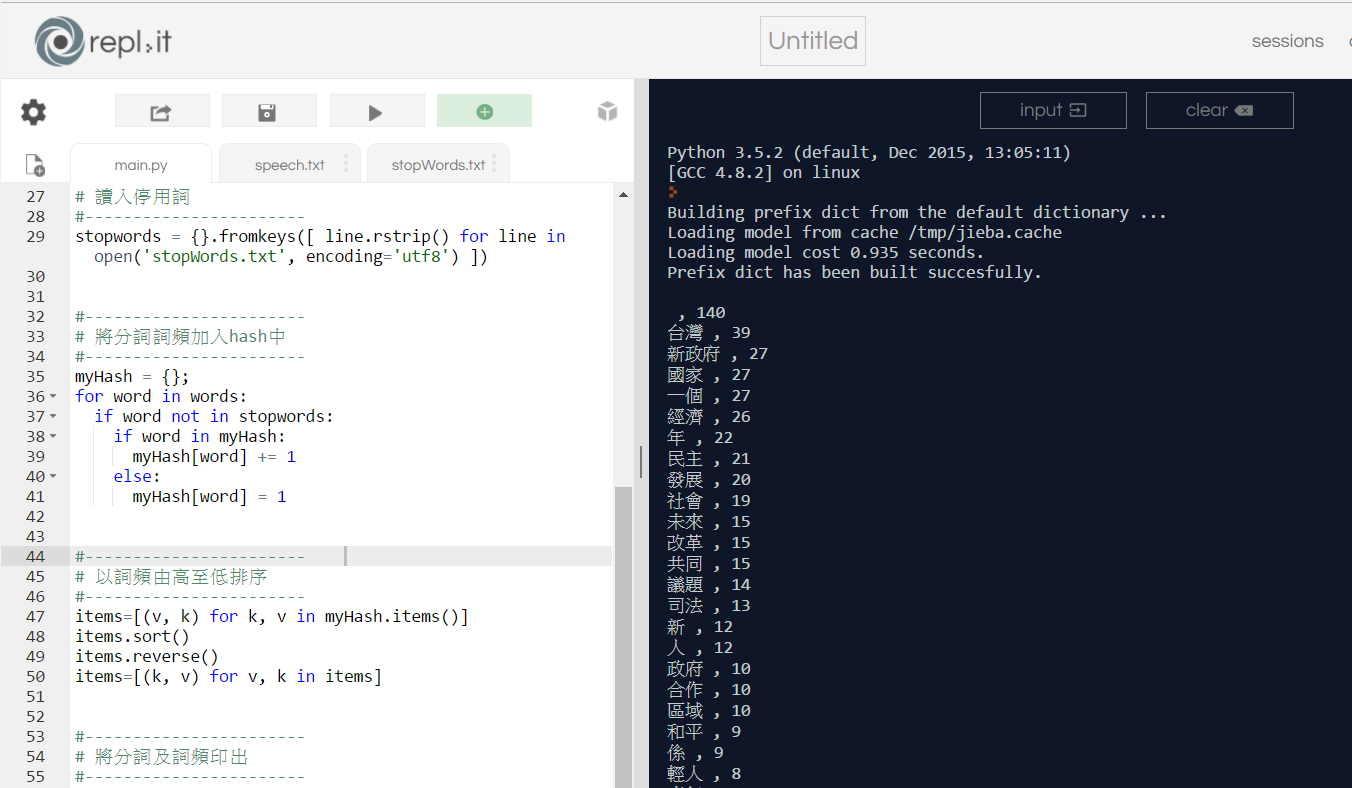 repl.it
Untitled
sessions
input
clear
main.py
speech.txt
stopWords.txt
27 # 讀入停用詞
28 #-----------------------
29 stopwords = {}.fromkeys([ line.rstrip() for line in
open('stopWords.txt', encoding='utf8') ])
30
31
32 #-----------------------
33 # 將分詞詞頻加入hash中
34 #-----------------------
35 myHash = {};
36 for word in words:
37 if word not in stopwords:
38 if word in myHash:
39 myHash[word] += 1
40 else:
41 myHash[word] = 1
42
43
44 #-----------------------
45 # 以詞頻由高至低排序
46 #-----------------------
47 items=[(v, k) for k, v in myHash.items()]
48 items.sort()
49 items.reverse()
50 items=[(k, v) for v, k in items]
51
52
53 #-----------------------
54 # 將分詞及詞頻印出
55 #-----------------------
Python 3.5.2 (default, Dec 2015, 13:05:11)
[GCC 4.8.2] on linux
Building prefix dict from the default dictionary ...
Loading model from cache /tmp/jieba.cache
Loading model cost 0.935 seconds.
Prefix dict has been built succesfully.
, 140
台灣 , 39
新政府 , 27
國家 , 27
一個 , 27
經濟 , 26
年 , 22
民主 , 21
發展 , 20
社會 , 19
未來 , 15
改革 , 15
共同 , 15
議題 , 14
司法 , 13
新 , 12
人 , 12
政府 , 10
合作 , 10
區域 , 10
和平 , 9
係 , 9
輕人 , 8